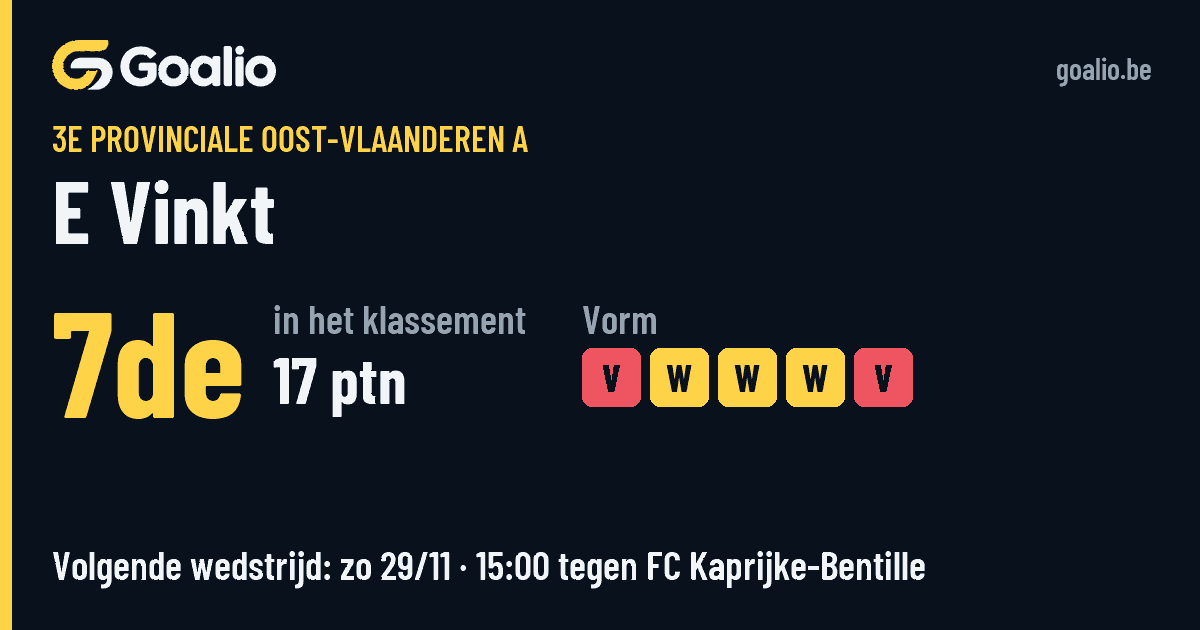 Goalio
goalio.be
3E PROVINCIALE OOST-VLAANDEREN A
E Vinkt
7de
in het klassement
17 ptn
Vorm
V W W W V
Volgende wedstrijd: zo 29/11 · 15:00 tegen FC Kaprijke-Bentille